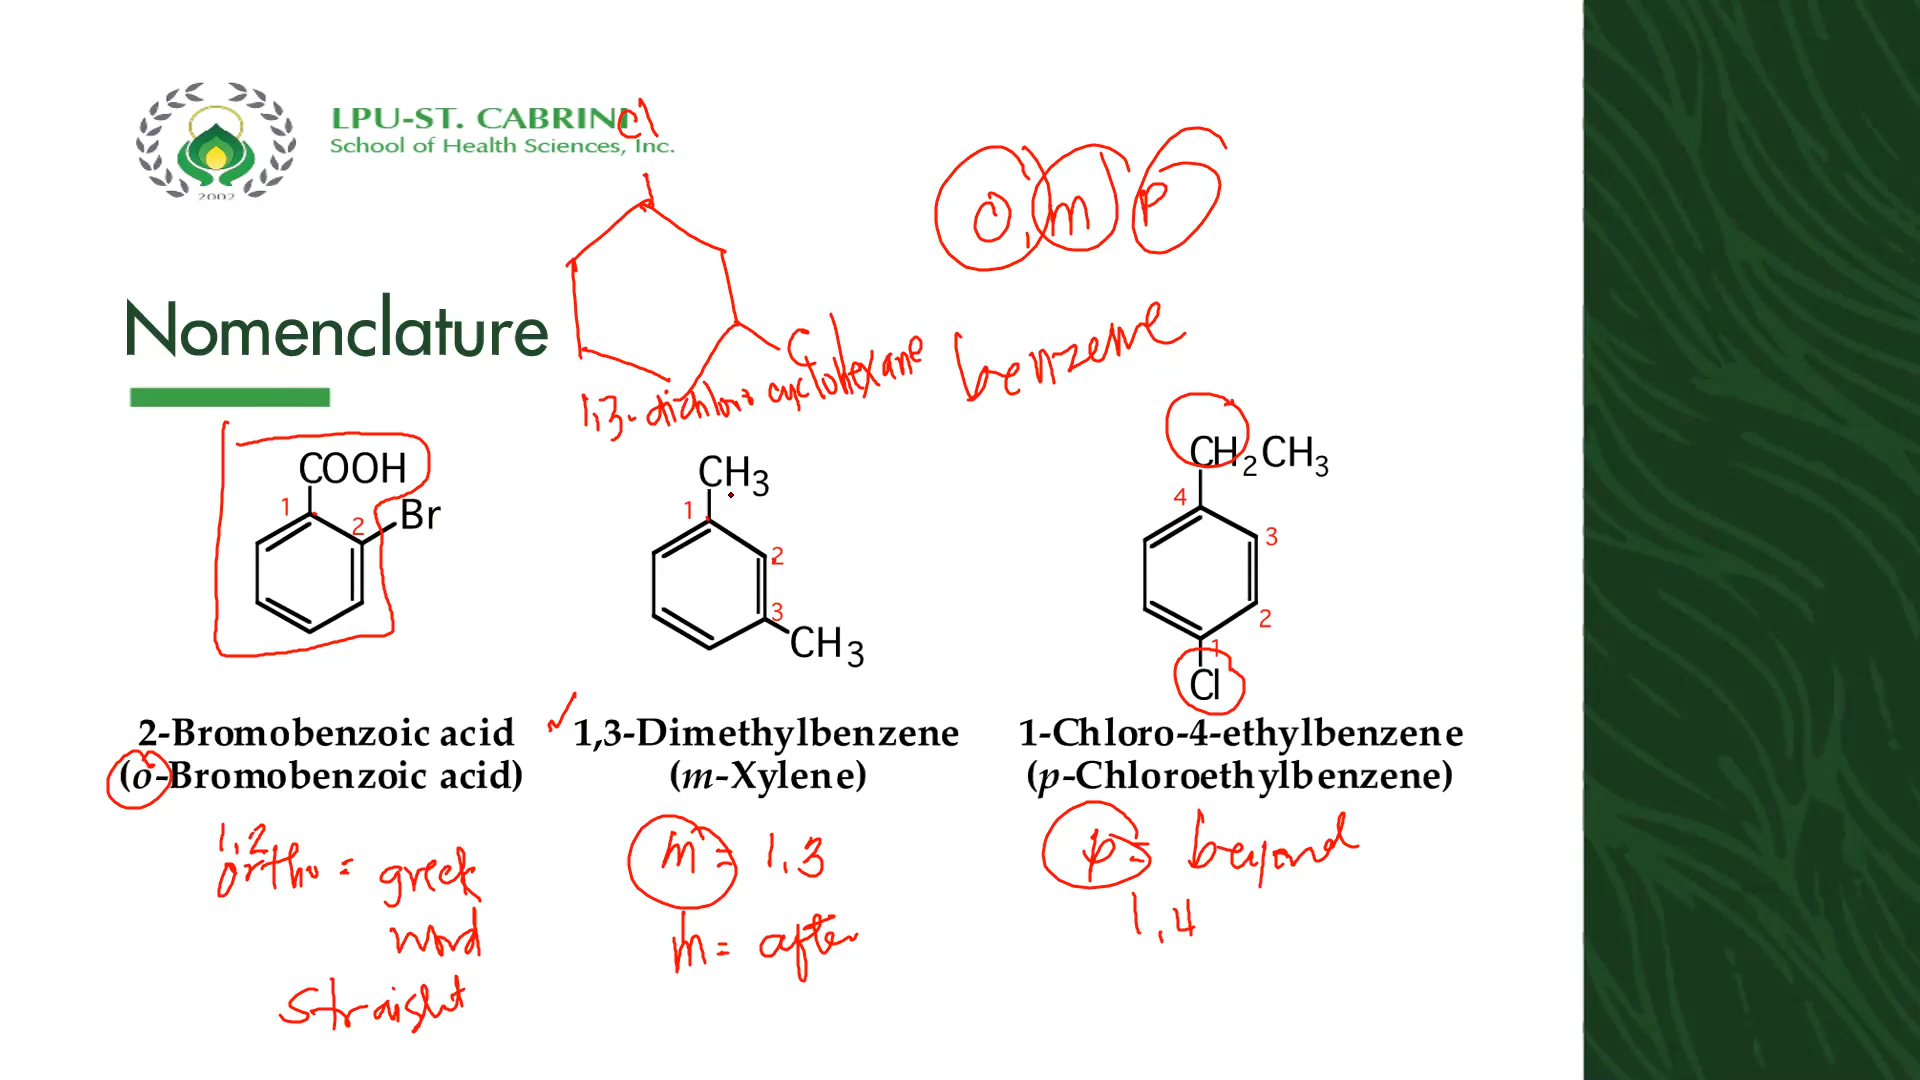 LPU-ST. CABRINI
School of Health Sciences, Inc.
2002
Cl
o, m, p
Nomenclature
Cl
1,3-dichloro cyclohexane
benzene
COOH
1
2
Br
CH3
1
2
3
CH3
CH2CH3
4
3
2
1
Cl
2-Bromobenzoic acid
(o-Bromobenzoic acid)
1,3-Dimethylbenzene
(m-Xylene)
1-Chloro-4-ethylbenzene
(p-Chloroethylbenzene)
1,2
ortho = greek
word
straight
m = 1,3
m = after
p = beyond
1,4